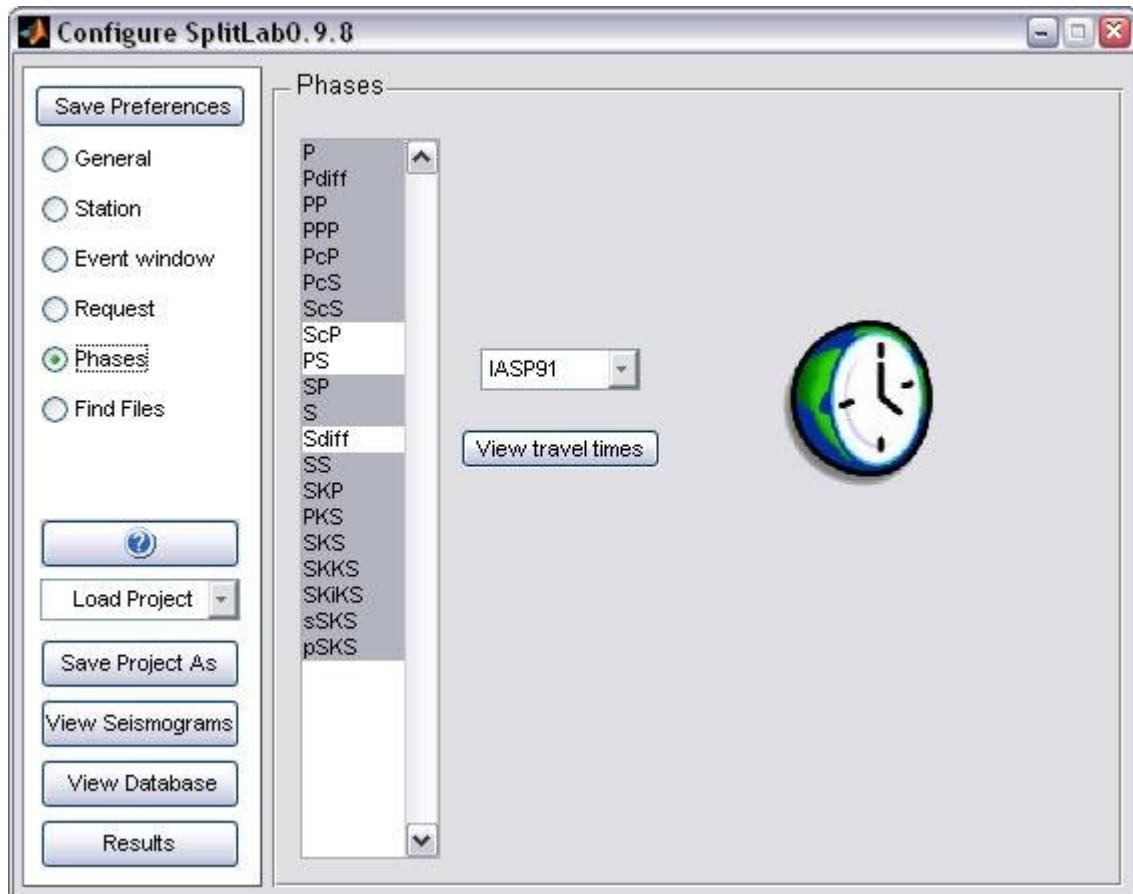 Configure SplitLab0.9.8
Save Preferences
General
Station
Event window
Request
Phases
Find Files
Load Project
Save Project As
View Seismograms
View Database
Results
Phases
P
Pdiff
PP
PPP
PcP
PcS
ScS
ScP
PS
SP
S
Sdiff
SS
SKP
PKS
SKS
SKKS
SKiKS
sSKS
pSKS
IASP91
View travel times